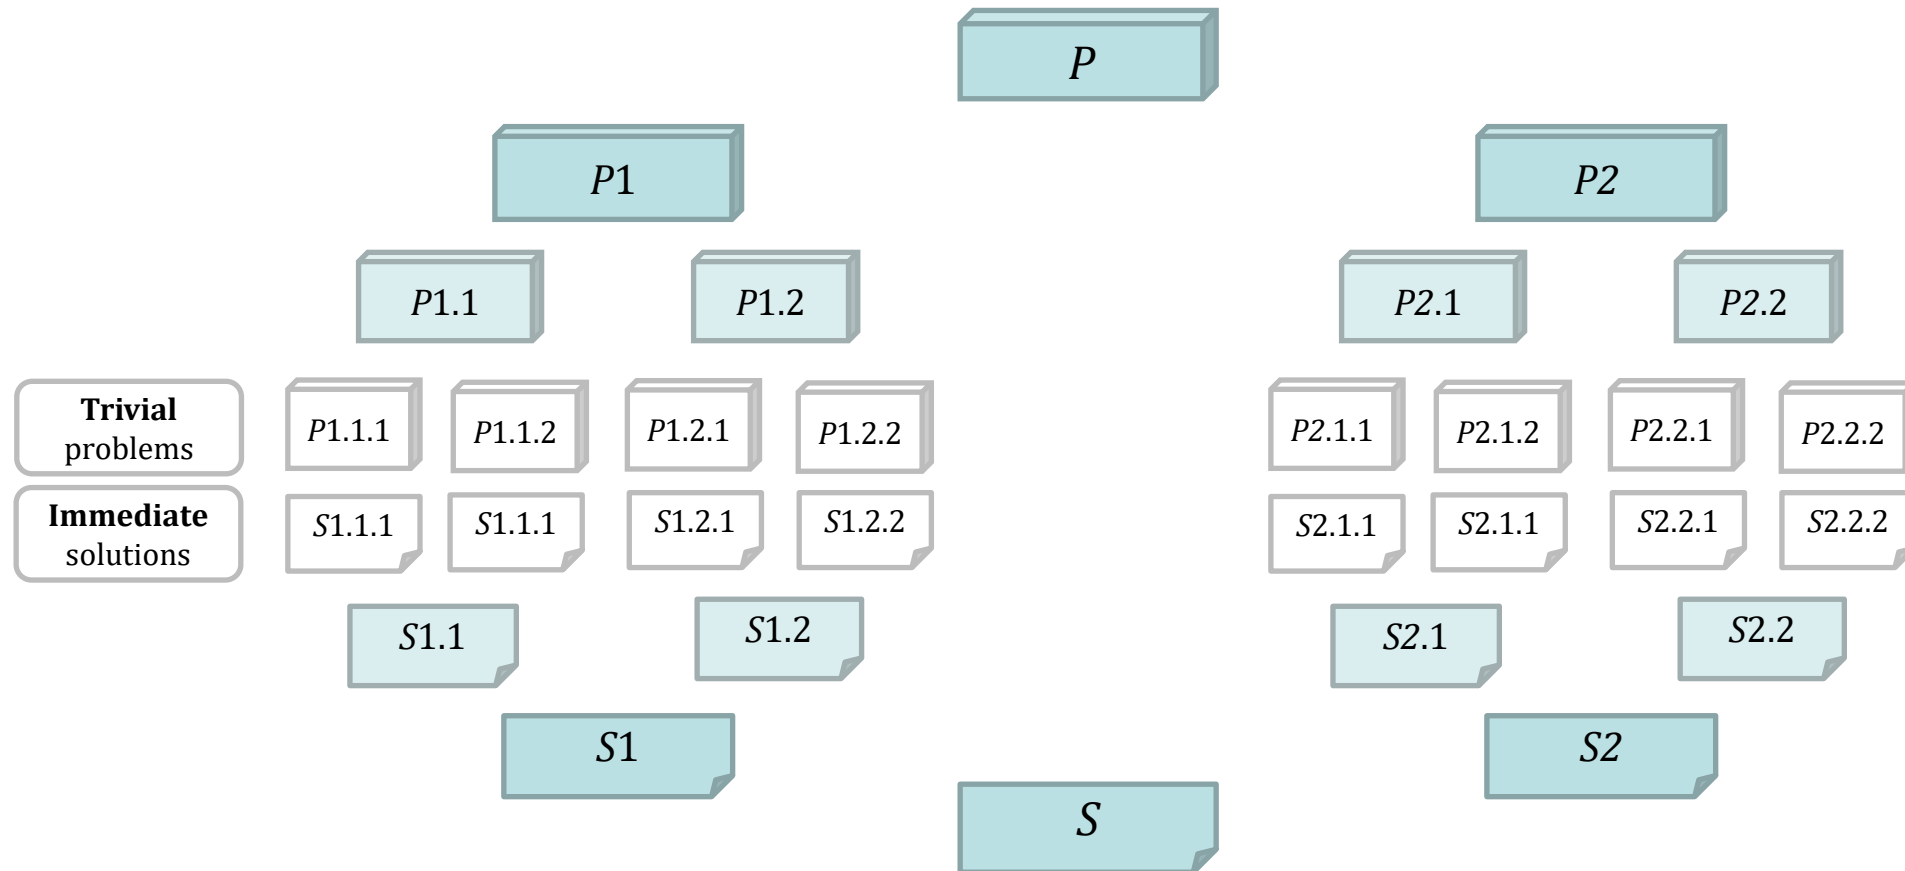 P
P1
P2
P1.1
P1.2
P2.1
P2.2
Trivial
problems
P1.1.1
P1.1.2
P1.2.1
P1.2.2
P2.1.1
P2.1.2
P2.2.1
P2.2.2
Immediate
solutions
S1.1.1
S1.1.1
S1.2.1
S1.2.2
S2.1.1
S2.1.1
S2.2.1
S2.2.2
S1.1
S1.2
S2.1
S2.2
S1
S2
S